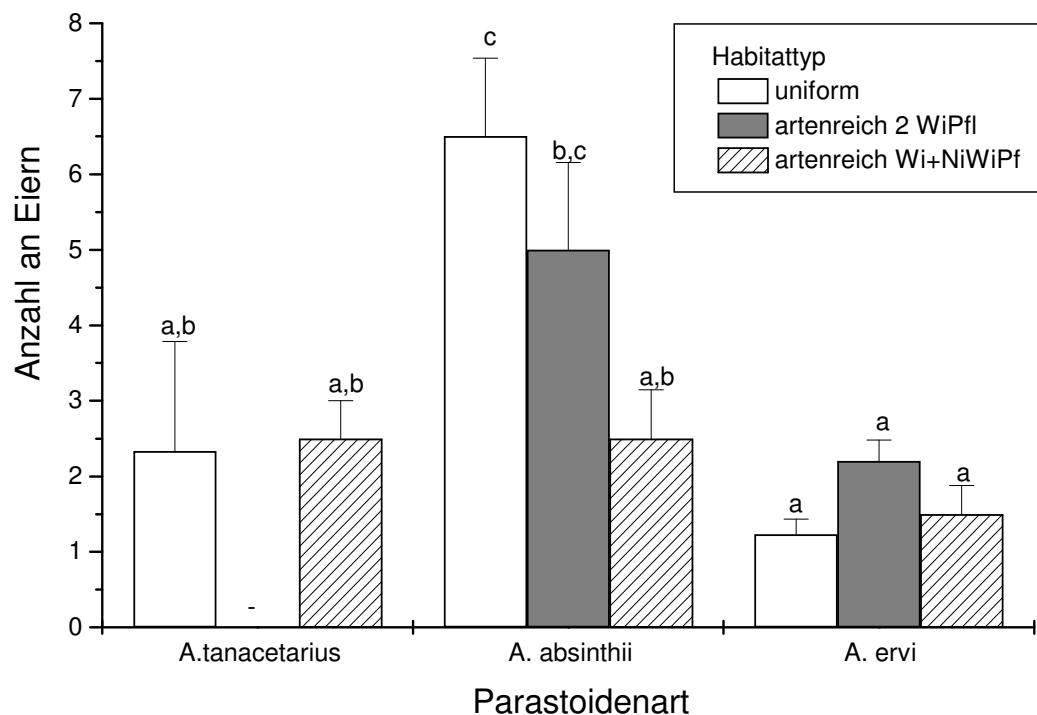 8
7
6
5
4
3
2
1
0
Anzahl an Eiern
c
b,c
a,b
a,b
a,b
a
a
a
-
Habitattyp
uniform
artenreich 2 WiPfl
artenreich Wi+NiWiPf
A.tanacetarius
A. absinthii
A. ervi
Parastoidenart